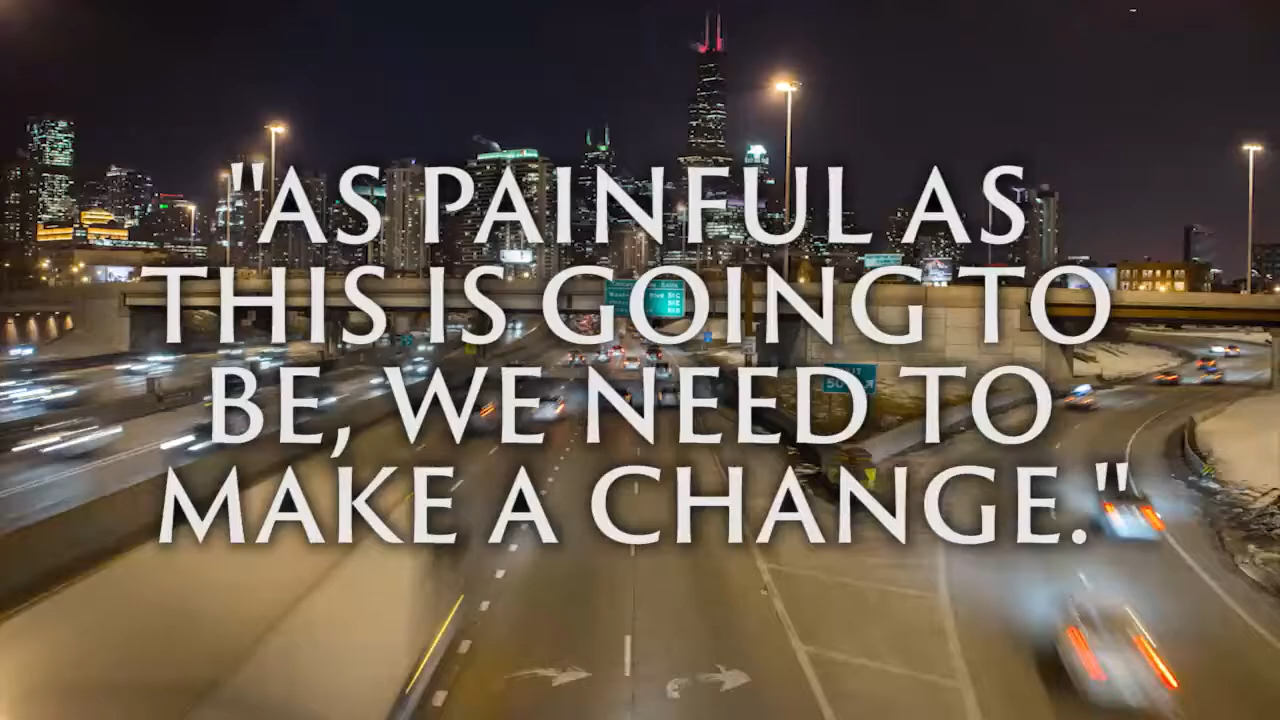 "AS PAINFUL AS
THIS IS GOING TO
BE, WE NEED TO
MAKE A CHANGE."